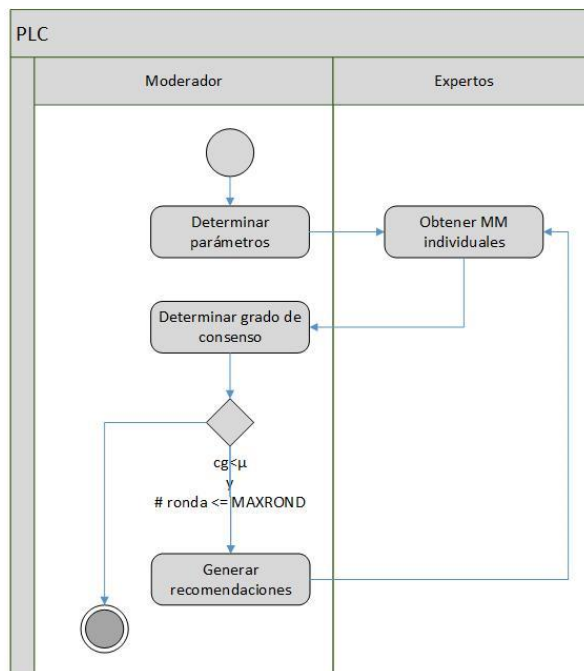 PLC
Moderador
Expertos
Determinar
parámetros
Obtener MM
individuales
Determinar grado de
consenso
cg<μ
y
# ronda <= MAXROND
Generar
recomendaciones